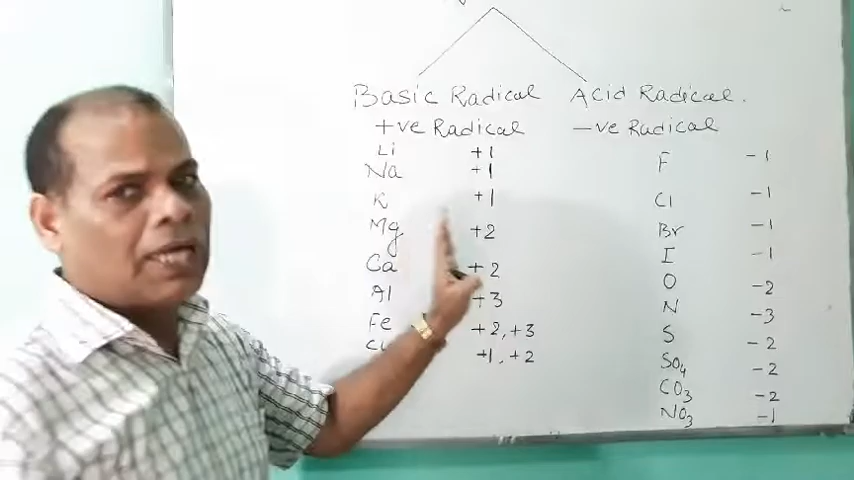 Basic Radical Acid Radical.
+ve Radical -ve Radical
Li +1 F -1
Na +1
K +1 Cl -1
Mg +2 Br -1
I -1
Ca +2 O -2
Al +3 N -3
Fe +2, +3 S -2
+1, +2 SO4 -2
CO3 -2
NO3 -1